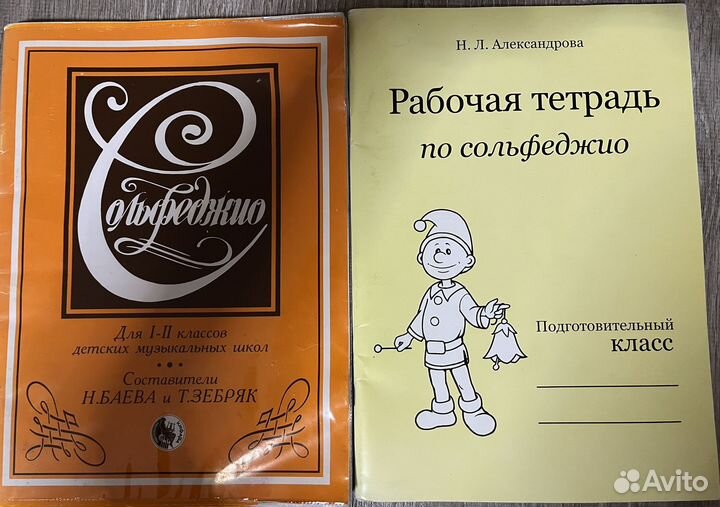 Сольфеджио
Для I-II классов
детских музыкальных школ
Составители
Н.БАЕВА и Т.ЗЕБРЯК
Н. Л. Александрова
Рабочая тетрадь
по сольфеджио
Подготовительный
класс
Avito